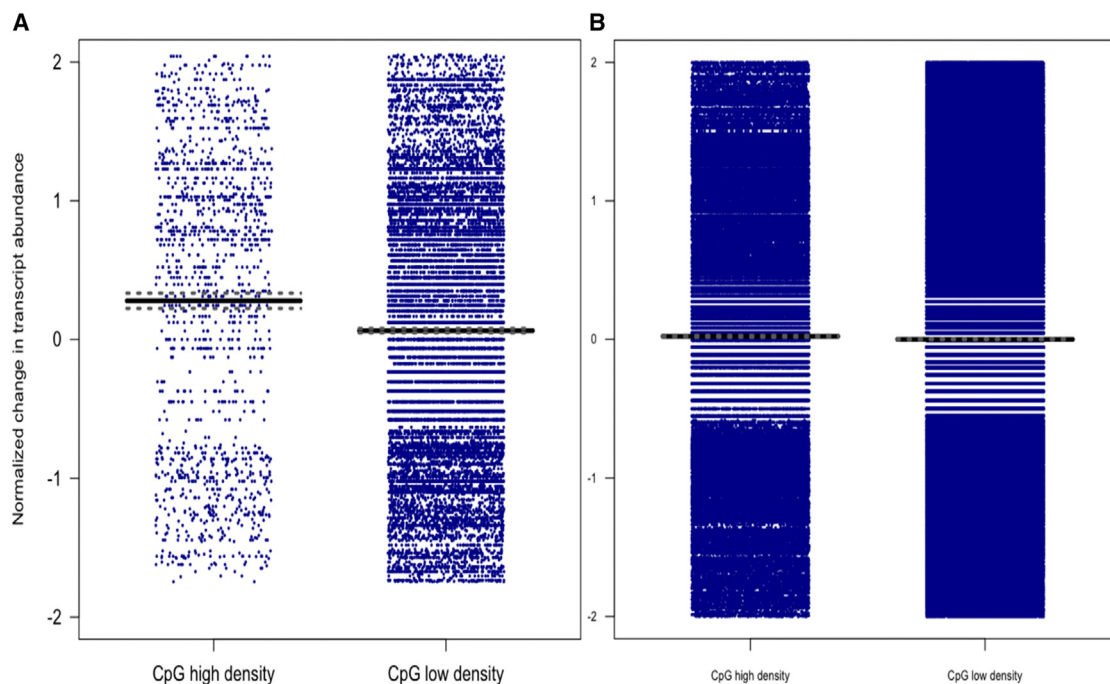 A
B
Normalized change in transcript abundance
2
1
0
-1
-2
CpG high density
CpG low density
2
1
0
-1
-2
CpG high density
CpG low density